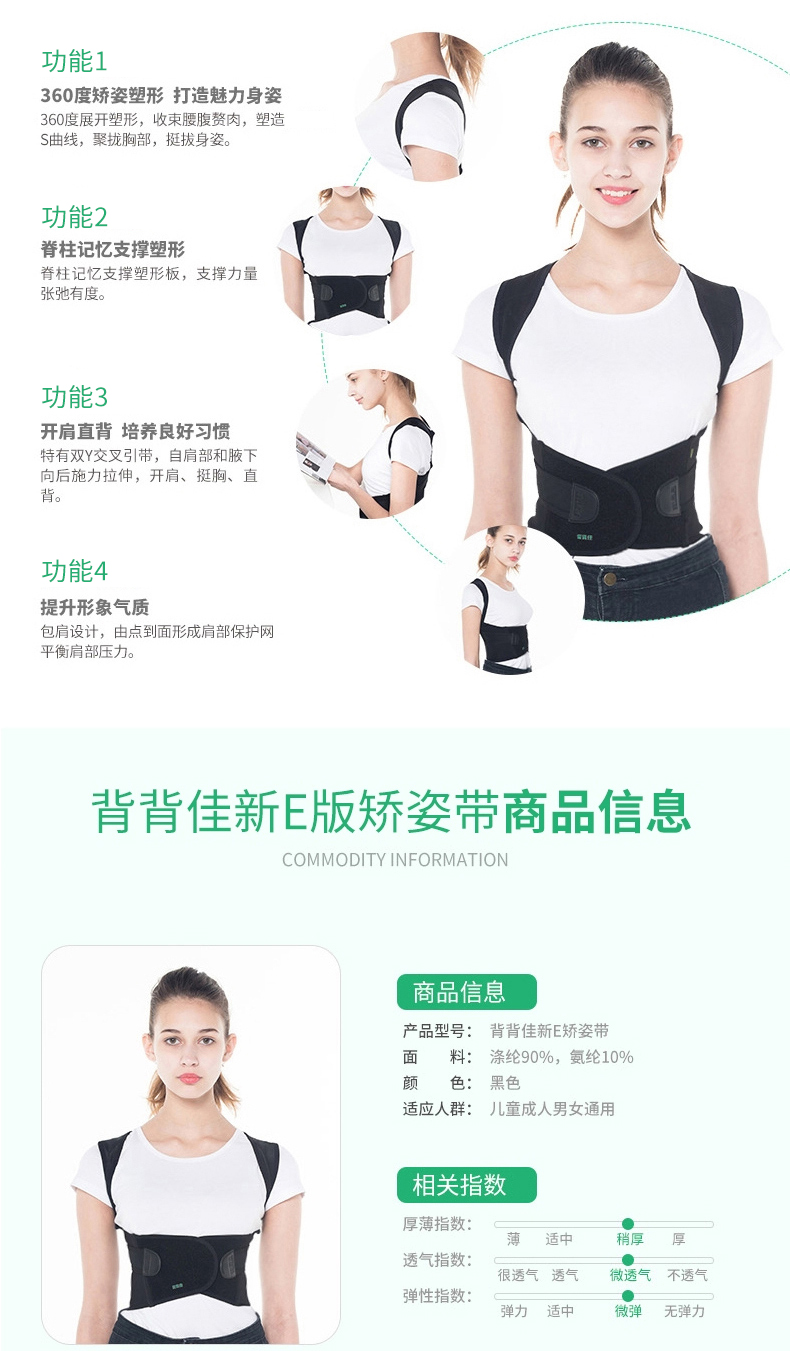 功能1
360度矫姿塑形 打造魅力身姿
360度展开塑形，收束腰腹赘肉，塑造
S曲线，聚拢胸部，挺拔身姿。
功能2
脊柱记忆支撑塑形
脊柱记忆支撑塑形板，支撑力量
张弛有度。
功能3
开肩直背 培养良好习惯
特有双Y交叉引带，自肩部和腋下
向后施力拉伸，开肩、挺胸、直
背。
功能4
提升形象气质
包肩设计，由点到面形成肩部保护网
平衡肩部压力。
背背佳
背背佳新E版矫姿带商品信息
COMMODITY INFORMATION
商品信息
产品型号： 背背佳新E矫姿带
面 料： 涤纶90%，氨纶10%
颜 色： 黑色
适应人群： 儿童成人男女通用
相关指数
厚薄指数：
薄 适中 稍厚 厚
透气指数：
很透气 透气 微透气 不透气
弹性指数：
弹力 适中 微弹 无弹力